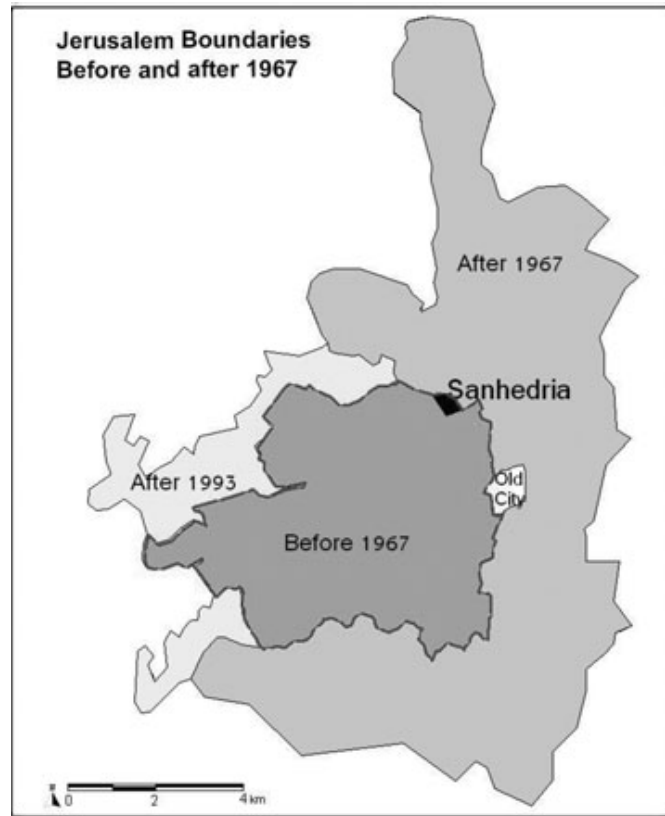 Jerusalem Boundaries
Before and after 1967
After 1967
Sanhedria
After 1993
Old
City
Before 1967
0 2 4 km